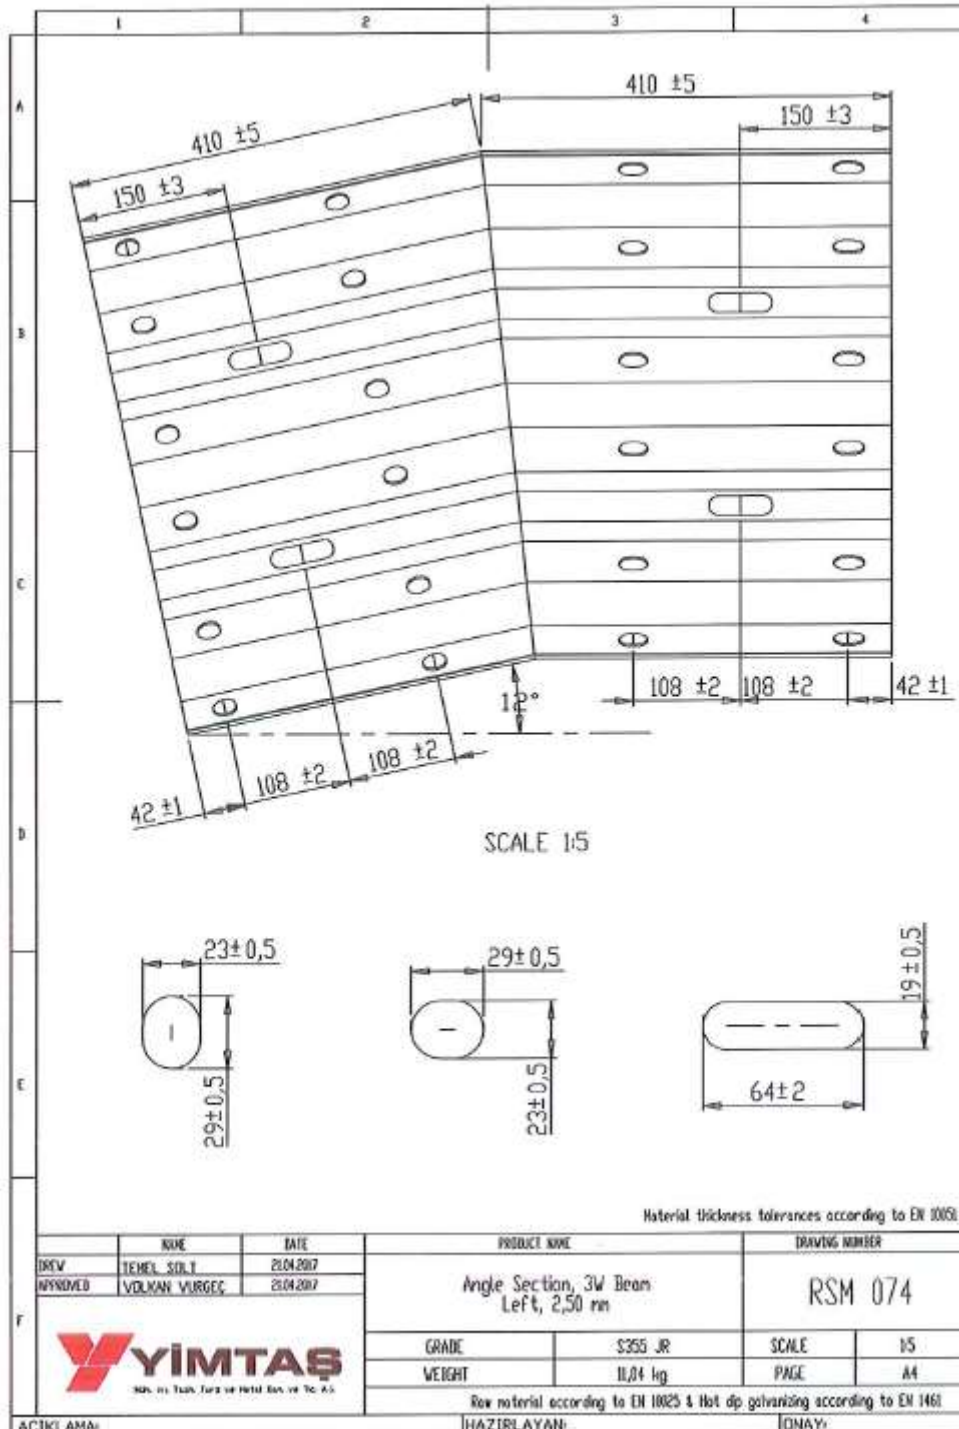 1 2 3 4
A
B
C
D
E
F
410 ±5
410 ±5
150 ±3
150 ±3
108 ±2 108 ±2 42 ±1
12°
42 ±1 108 ±2 108 ±2
SCALE 1:5
23±0,5
29±0,5
29±0,5
23±0,5
64±2
19±0,5
Material thickness tolerances according to EN 10051
NAME DATE
DREW TEMEL SOLT 21.04.2017
APPROVED VOLKAN VURGEÇ 21.04.2017
PRODUCT NAME DRAWING NUMBER
Angle Section, 3W Beam
Left, 2,50 mm
RSM 074
GRADE S355 JR SCALE 1:5
WEIGHT 11,04 kg PAGE A4
Raw material according to EN 10025 & Hot dip galvanizing according to EN 1461
YİMTAŞ
AÇIKLAMA: HAZIRLAYAN: ONAY: